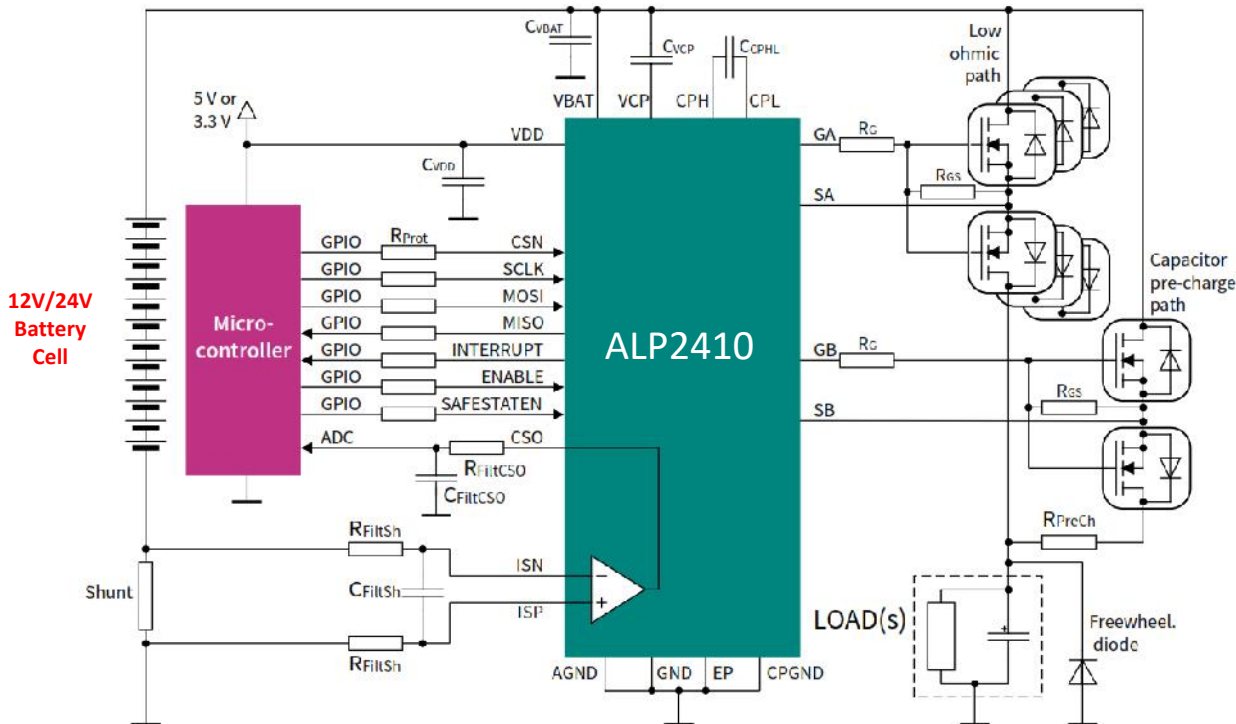 CVBAT
CVCP
CCPHL
Low
ohmic
path
5 V or
3.3 V
VBAT
VCP
CPH
CPL
VDD
CVDD
GA
RG
RGS
SA
12V/24V
Battery
Cell
Micro-
controller
GPIO
RProt
CSN
GPIO
SCLK
GPIO
MOSI
GPIO
MISO
GPIO
INTERRUPT
GPIO
ENABLE
GPIO
SAFESTATEN
ADC
CSO
RFiltCSO
CFiltCSO
ALP2410
Capacitor
pre-charge
path
GB
RG
RGS
SB
RPreCh
Shunt
RFiltSh
CFiltSh
RFiltSh
ISN
ISP
−
+
LOAD(s)
+
Freewheel.
diode
AGND
GND
EP
CPGND